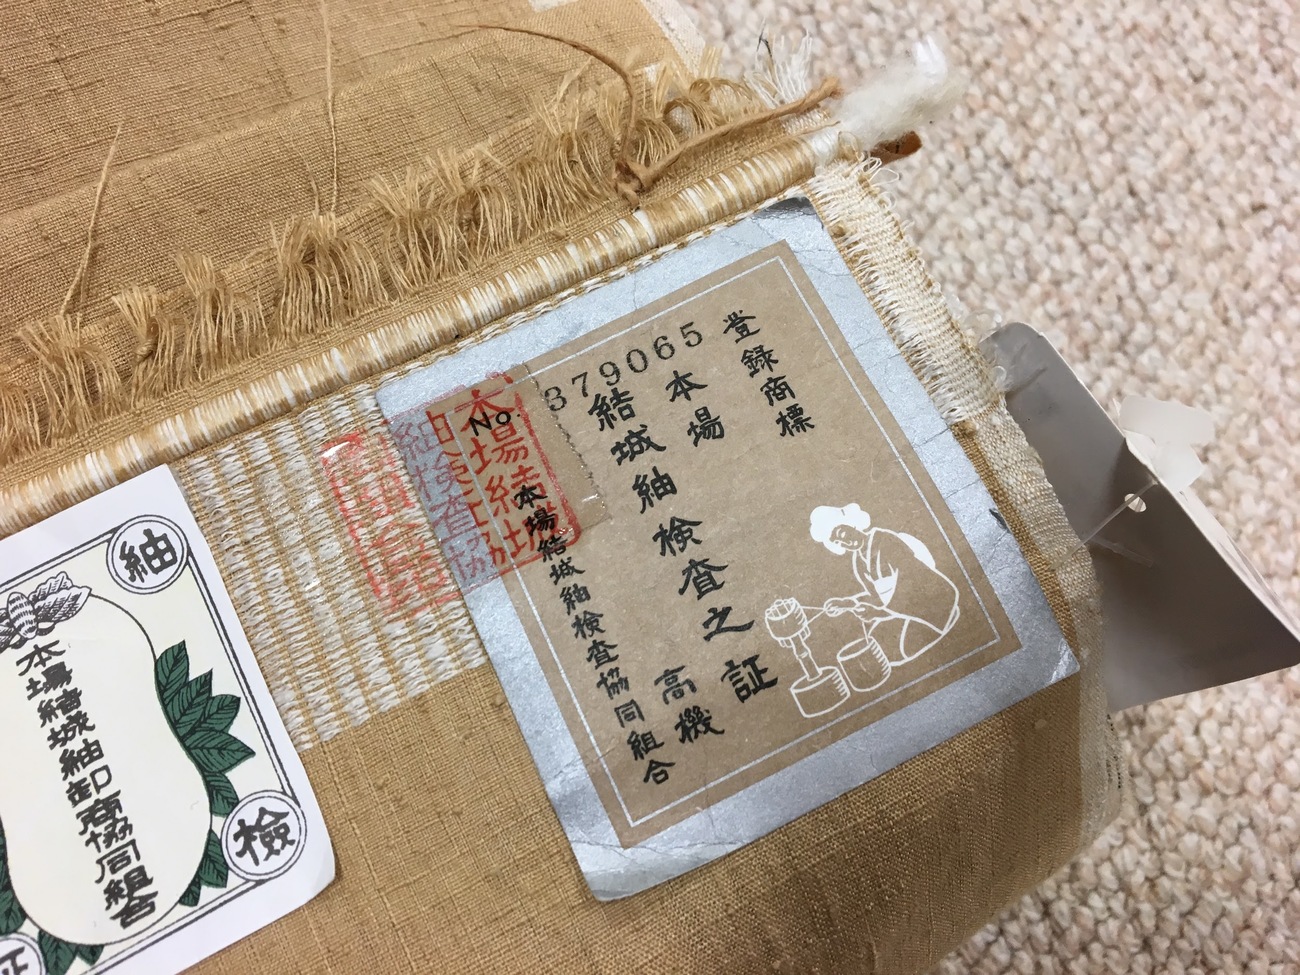 登録商標
379065
No.
本場
結城紬検査之証
高機
本場結城紬検査協同組合
本場結城紬検査協
紬
本場結城紬卸商協同組合
検
証